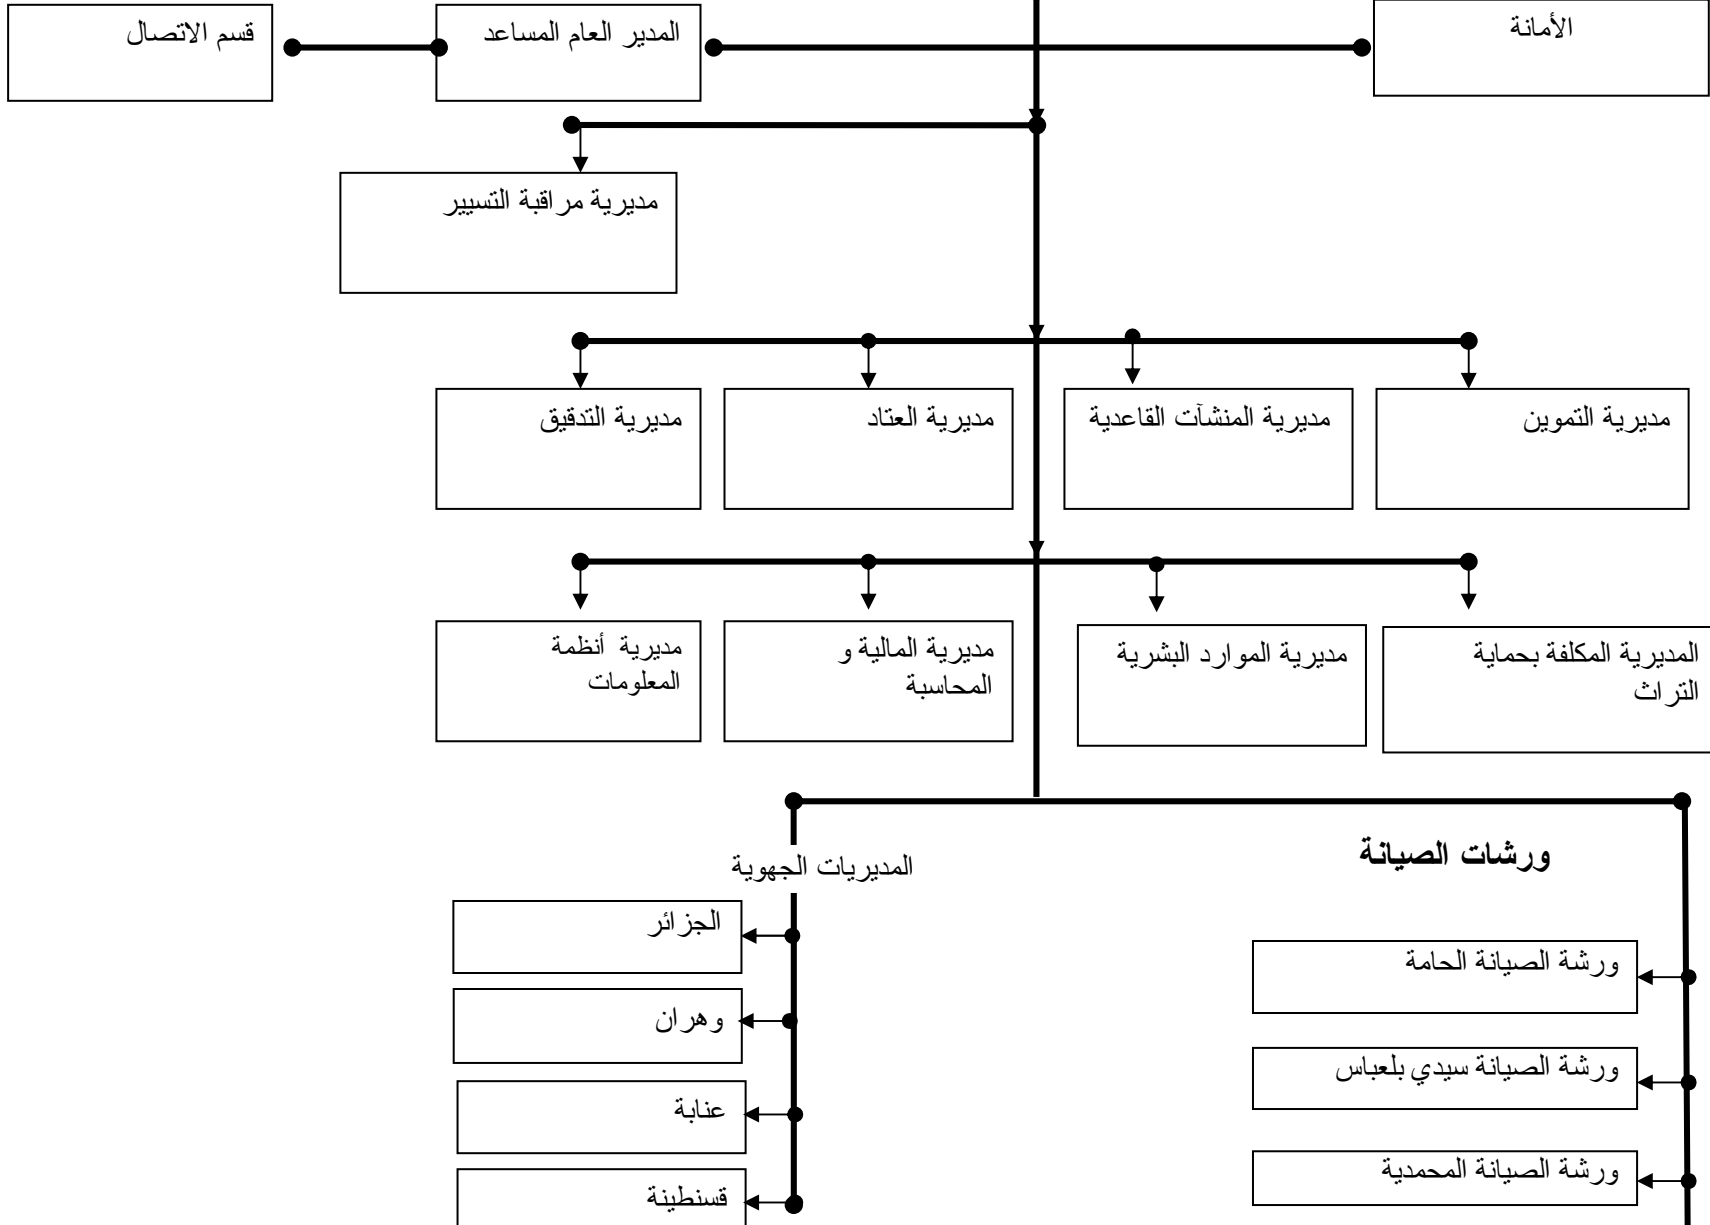 الأمانة
المدير العام المساعد
قسم الاتصال
مديرية مراقبة التسيير
مديرية التموين
مديرية المنشآت القاعدية
مديرية العتاد
مديرية التدقيق
المديرية المكلفة بحماية
التراث
مديرية الموارد البشرية
مديرية المالية و
المحاسبة
مديرية أنظمة
المعلومات
ورشات الصيانة
ورشة الصيانة الحامة
ورشة الصيانة سيدي بلعباس
ورشة الصيانة المحمدية
المديريات الجهوية
الجزائر
وهران
عنابة
قسنطينة